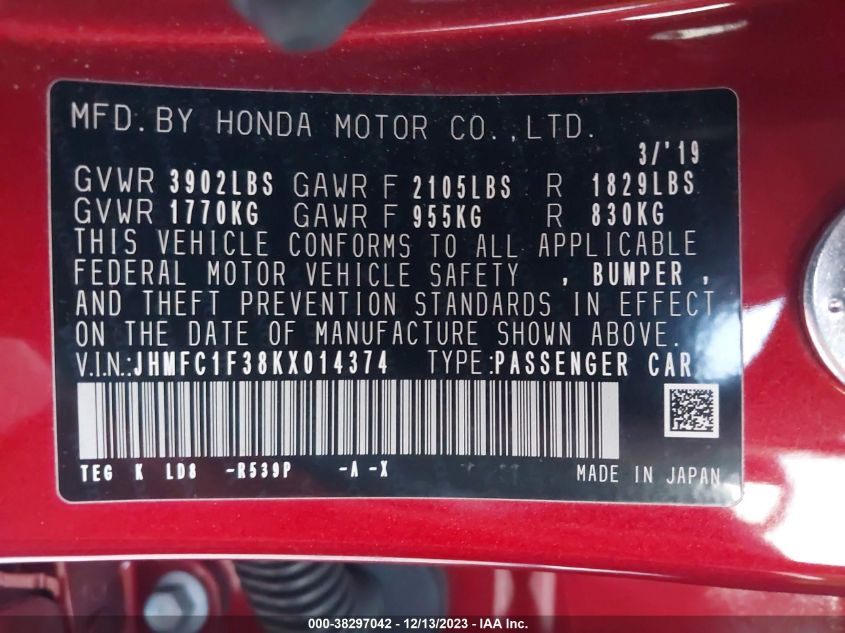 MFD. BY HONDA MOTOR CO., LTD.
3/'19
GVWR 3902LBS GAWR F 2105LBS R 1829LBS
GVWR 1770KG GAWR F 955KG R 830KG
THIS VEHICLE CONFORMS TO ALL APPLICABLE
FEDERAL MOTOR VEHICLE SAFETY , BUMPER ,
AND THEFT PREVENTION STANDARDS IN EFFECT
ON THE DATE OF MANUFACTURE SHOWN ABOVE.
V.I.N.:JHMFC1F38KX014374 TYPE:PASSENGER CAR
TEG K LD8 -R539P -A -X MADE IN JAPAN
000-38297042 - 12/13/2023 - IAA Inc.